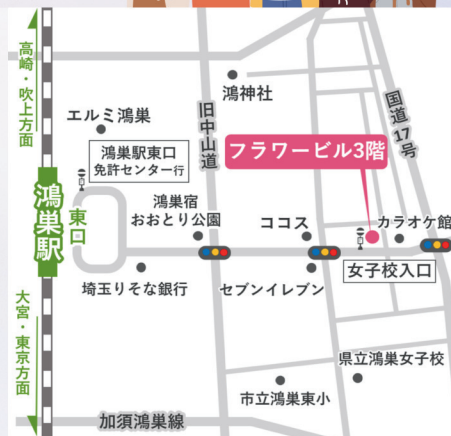 高崎・吹上方面
鴻神社
エルミ鴻巣
旧中山道
国道17号
鴻巣駅東口
免許センター行
フラワービル3階
鴻巣駅
東口
鴻巣宿
おおとり公園
ココス
カラオケ館
埼玉りそな銀行
セブンイレブン
女子校入口
大宮・東京方面
県立鴻巣女子校
市立鴻巣東小
加須鴻巣線